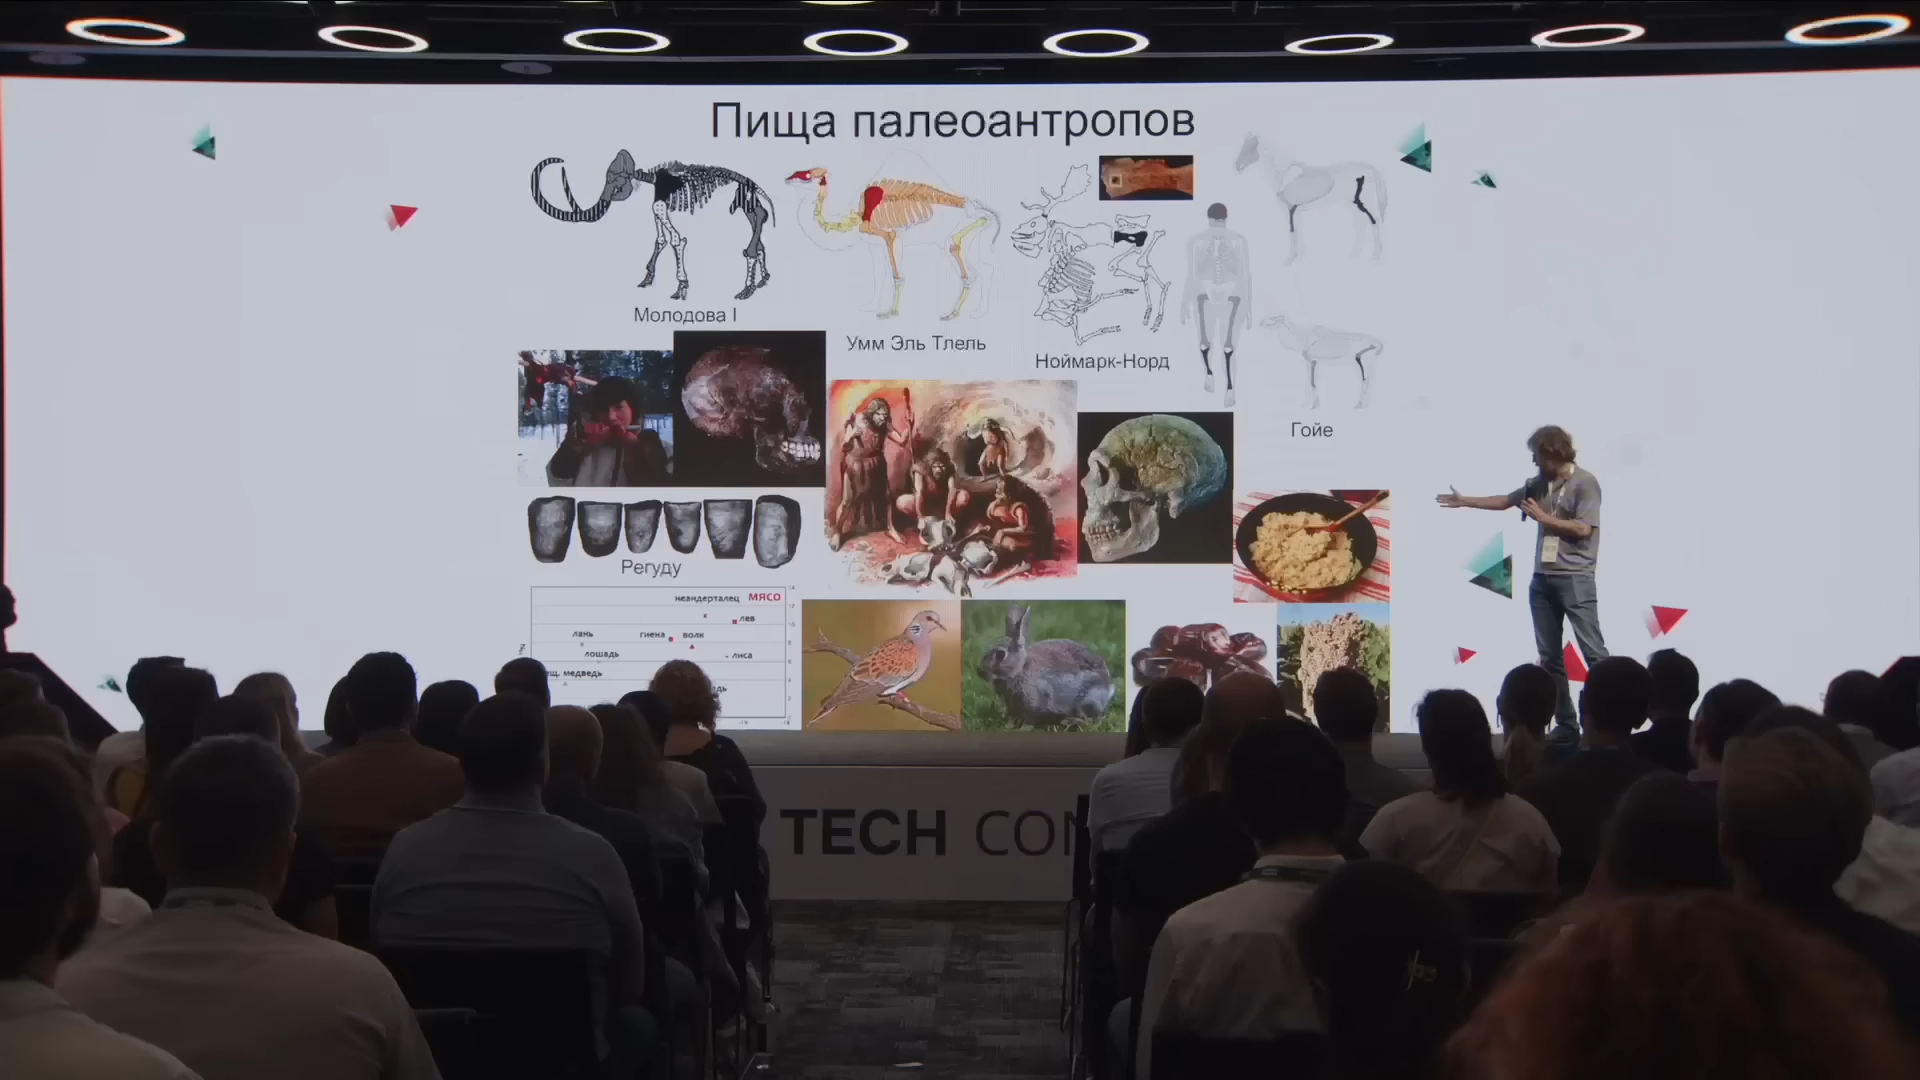 Пища палеоантропов
Молодова I
Умм Эль Тлель
Ноймарк-Норд
Гойе
Регуду
неандерталец МЯСО
лев
лань
гиена
волк
лошадь
лиса
медведь
TECH CON